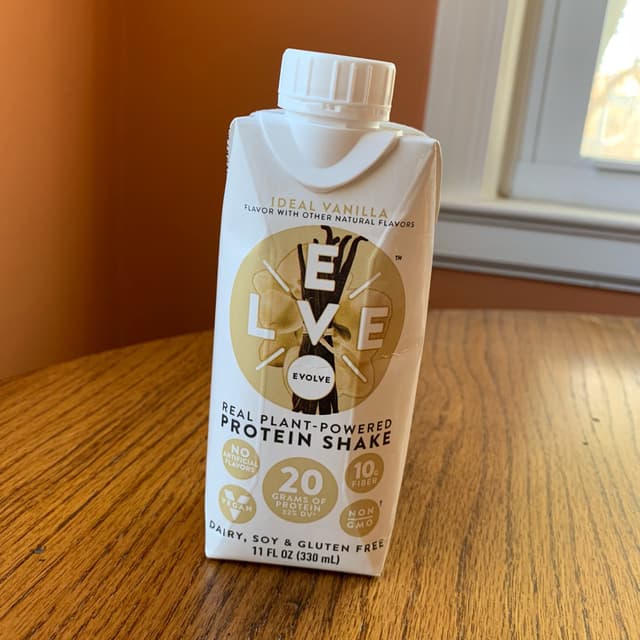 IDEAL VANILLA
FLAVOR WITH OTHER NATURAL FLAVORS
™
E
L V E
EVOLVE
REAL PLANT-POWERED
PROTEIN SHAKE
NO
ARTIFICIAL
FLAVORS
20
GRAMS OF
PROTEIN
10g
FIBER
VEGAN
NON
GMO†
DAIRY, SOY & GLUTEN FREE
11 FL OZ (330 mL)